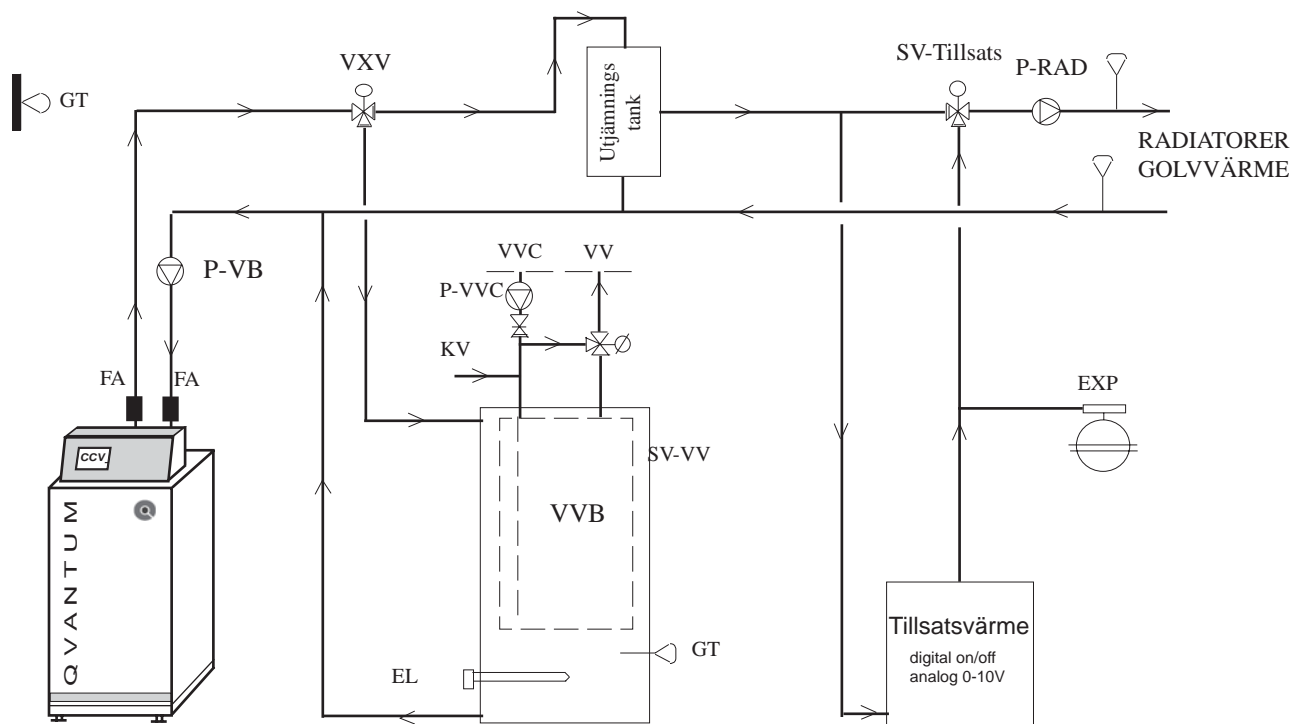 VXV
SV-Tillsats
P-RAD
GT
Utjämnings
tank
RADIATORER
GOLVVÄRME
P-VB
VVC
VV
P-VVC
KV
FA
FA
EXP
CCV
SV-VV
VVB
QVANTUM
Tillsatsvärme
digital on/off
analog 0-10V
GT
EL